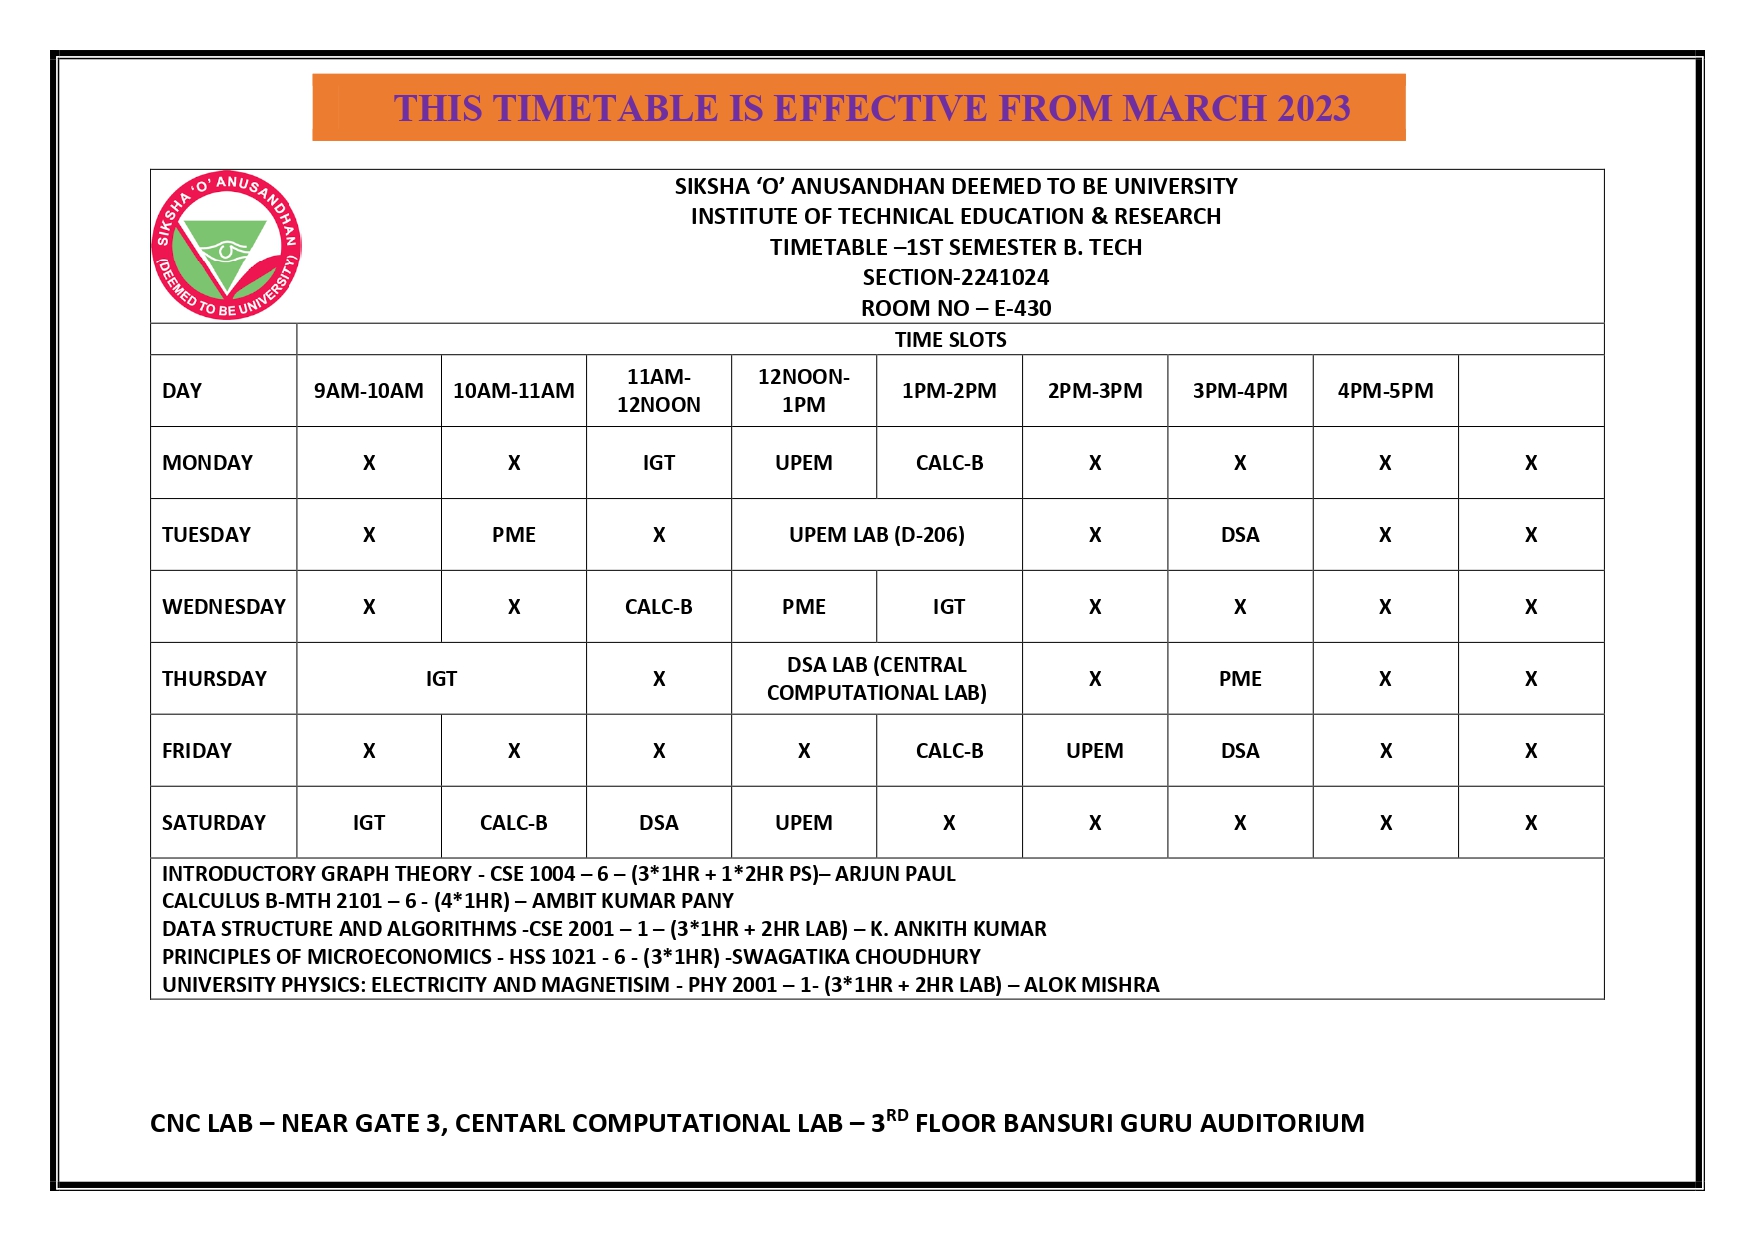 THIS TIMETABLE IS EFFECTIVE FROM MARCH 2023
SIKSHA 'O' ANUSANDHAN
(DEEMED TO BE UNIVERSITY)
SIKSHA ‘O’ ANUSANDHAN DEEMED TO BE UNIVERSITY
INSTITUTE OF TECHNICAL EDUCATION & RESEARCH
TIMETABLE –1ST SEMESTER B. TECH
SECTION-2241024
ROOM NO – E-430
TIME SLOTS
DAY 9AM-10AM 10AM-11AM 11AM-12NOON 12NOON-1PM 1PM-2PM 2PM-3PM 3PM-4PM 4PM-5PM
MONDAY X X IGT UPEM CALC-B X X X X
TUESDAY X PME X UPEM LAB (D-206) X DSA X X
WEDNESDAY X X CALC-B PME IGT X X X X
THURSDAY IGT X DSA LAB (CENTRAL COMPUTATIONAL LAB) X PME X X
FRIDAY X X X X CALC-B UPEM DSA X X
SATURDAY IGT CALC-B DSA UPEM X X X X X
INTRODUCTORY GRAPH THEORY - CSE 1004 – 6 – (3*1HR + 1*2HR PS)– ARJUN PAUL
CALCULUS B-MTH 2101 – 6 - (4*1HR) – AMBIT KUMAR PANY
DATA STRUCTURE AND ALGORITHMS -CSE 2001 – 1 – (3*1HR + 2HR LAB) – K. ANKITH KUMAR
PRINCIPLES OF MICROECONOMICS - HSS 1021 - 6 - (3*1HR) -SWAGATIKA CHOUDHURY
UNIVERSITY PHYSICS: ELECTRICITY AND MAGNETISIM - PHY 2001 – 1- (3*1HR + 2HR LAB) – ALOK MISHRA
CNC LAB – NEAR GATE 3, CENTARL COMPUTATIONAL LAB – 3RD FLOOR BANSURI GURU AUDITORIUM